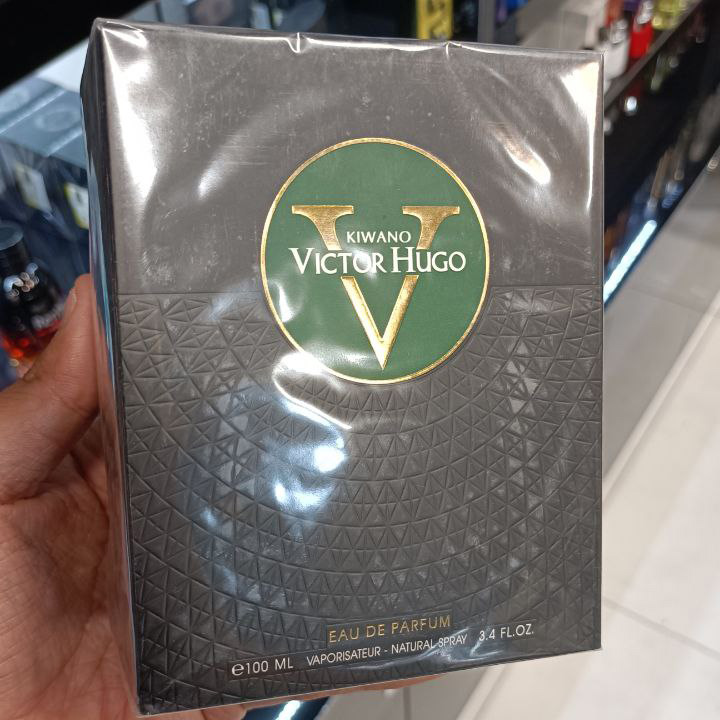 V
KIWANO
VICTOR HUGO
EAU DE PARFUM
℮100 ML VAPORISATEUR - NATURAL SPRAY 3.4 FL.OZ.